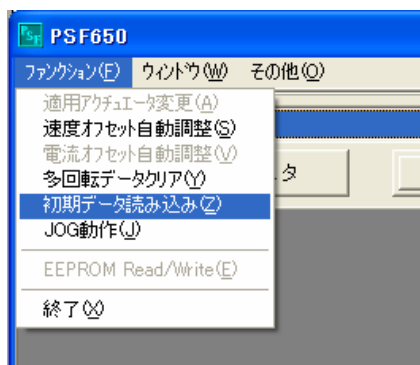 PSF650
ファンクション(F) ウィンドウ(W) その他(O)
適用アクチュエータ変更(A)
速度オフセット自動調整(S)
電流オフセット自動調整(V)
多回転データクリア(Y)
タ
初期データ読み込み(Z)
JOG動作(J)
EEPROM Read/Write(E)
終了(X)